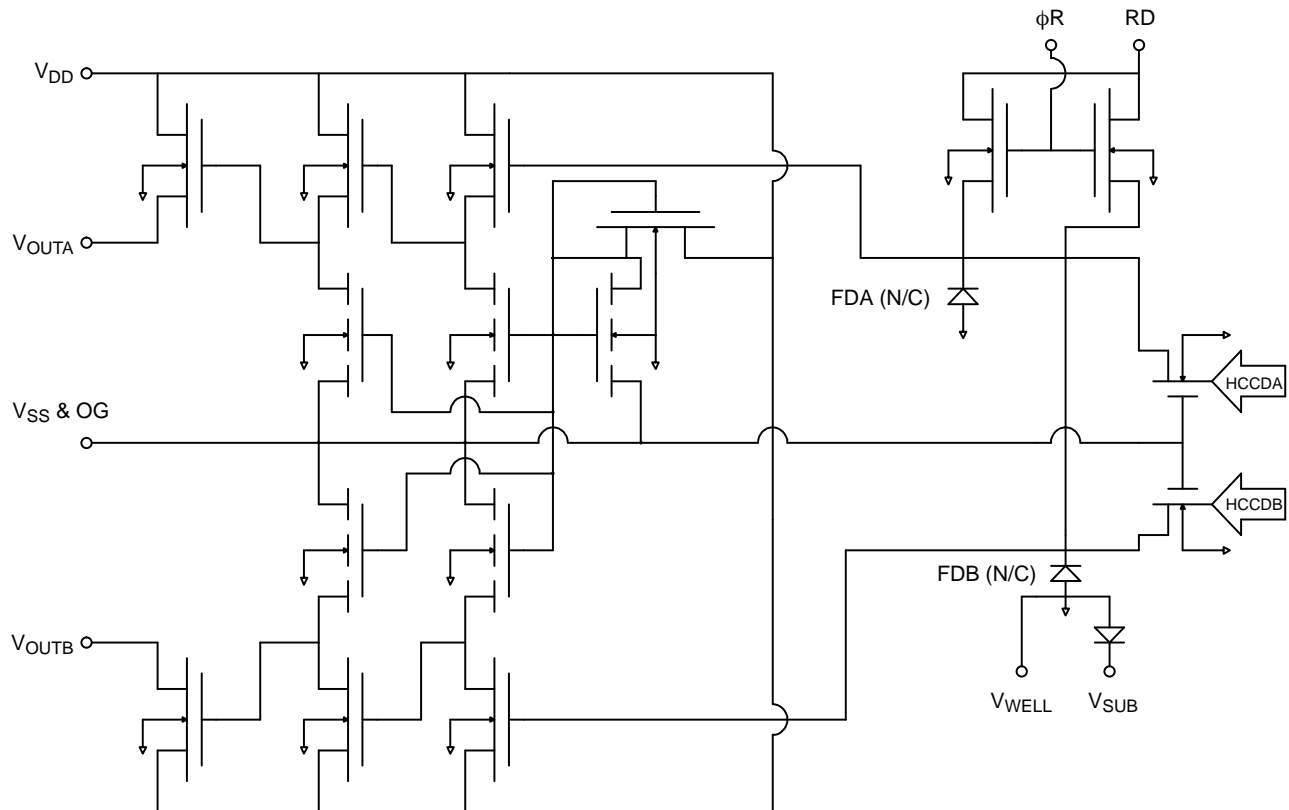 ϕR
RD
VDD
VOUTA
FDA (N/C)
HCCDA
VSS & OG
HCCDB
FDB (N/C)
VOUTB
VWELL
VSUB